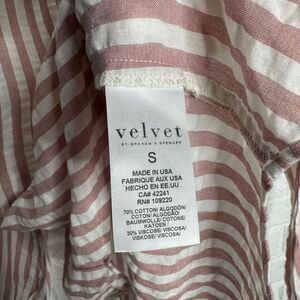 velvet
BY GRAHAM & SPENCER
S
MADE IN USA
FABRIQUE AUX USA
HECHO EN EE.UU
CA# 42241
RN# 109220
70% COTTON/ ALGODÓN/
COTON/ ALGODÃO/
BAUMWOLLE/ COTONE/
KATOEN
30% VISCOSE/ VISCOSA/
VISKOSE/ VISCOSA/